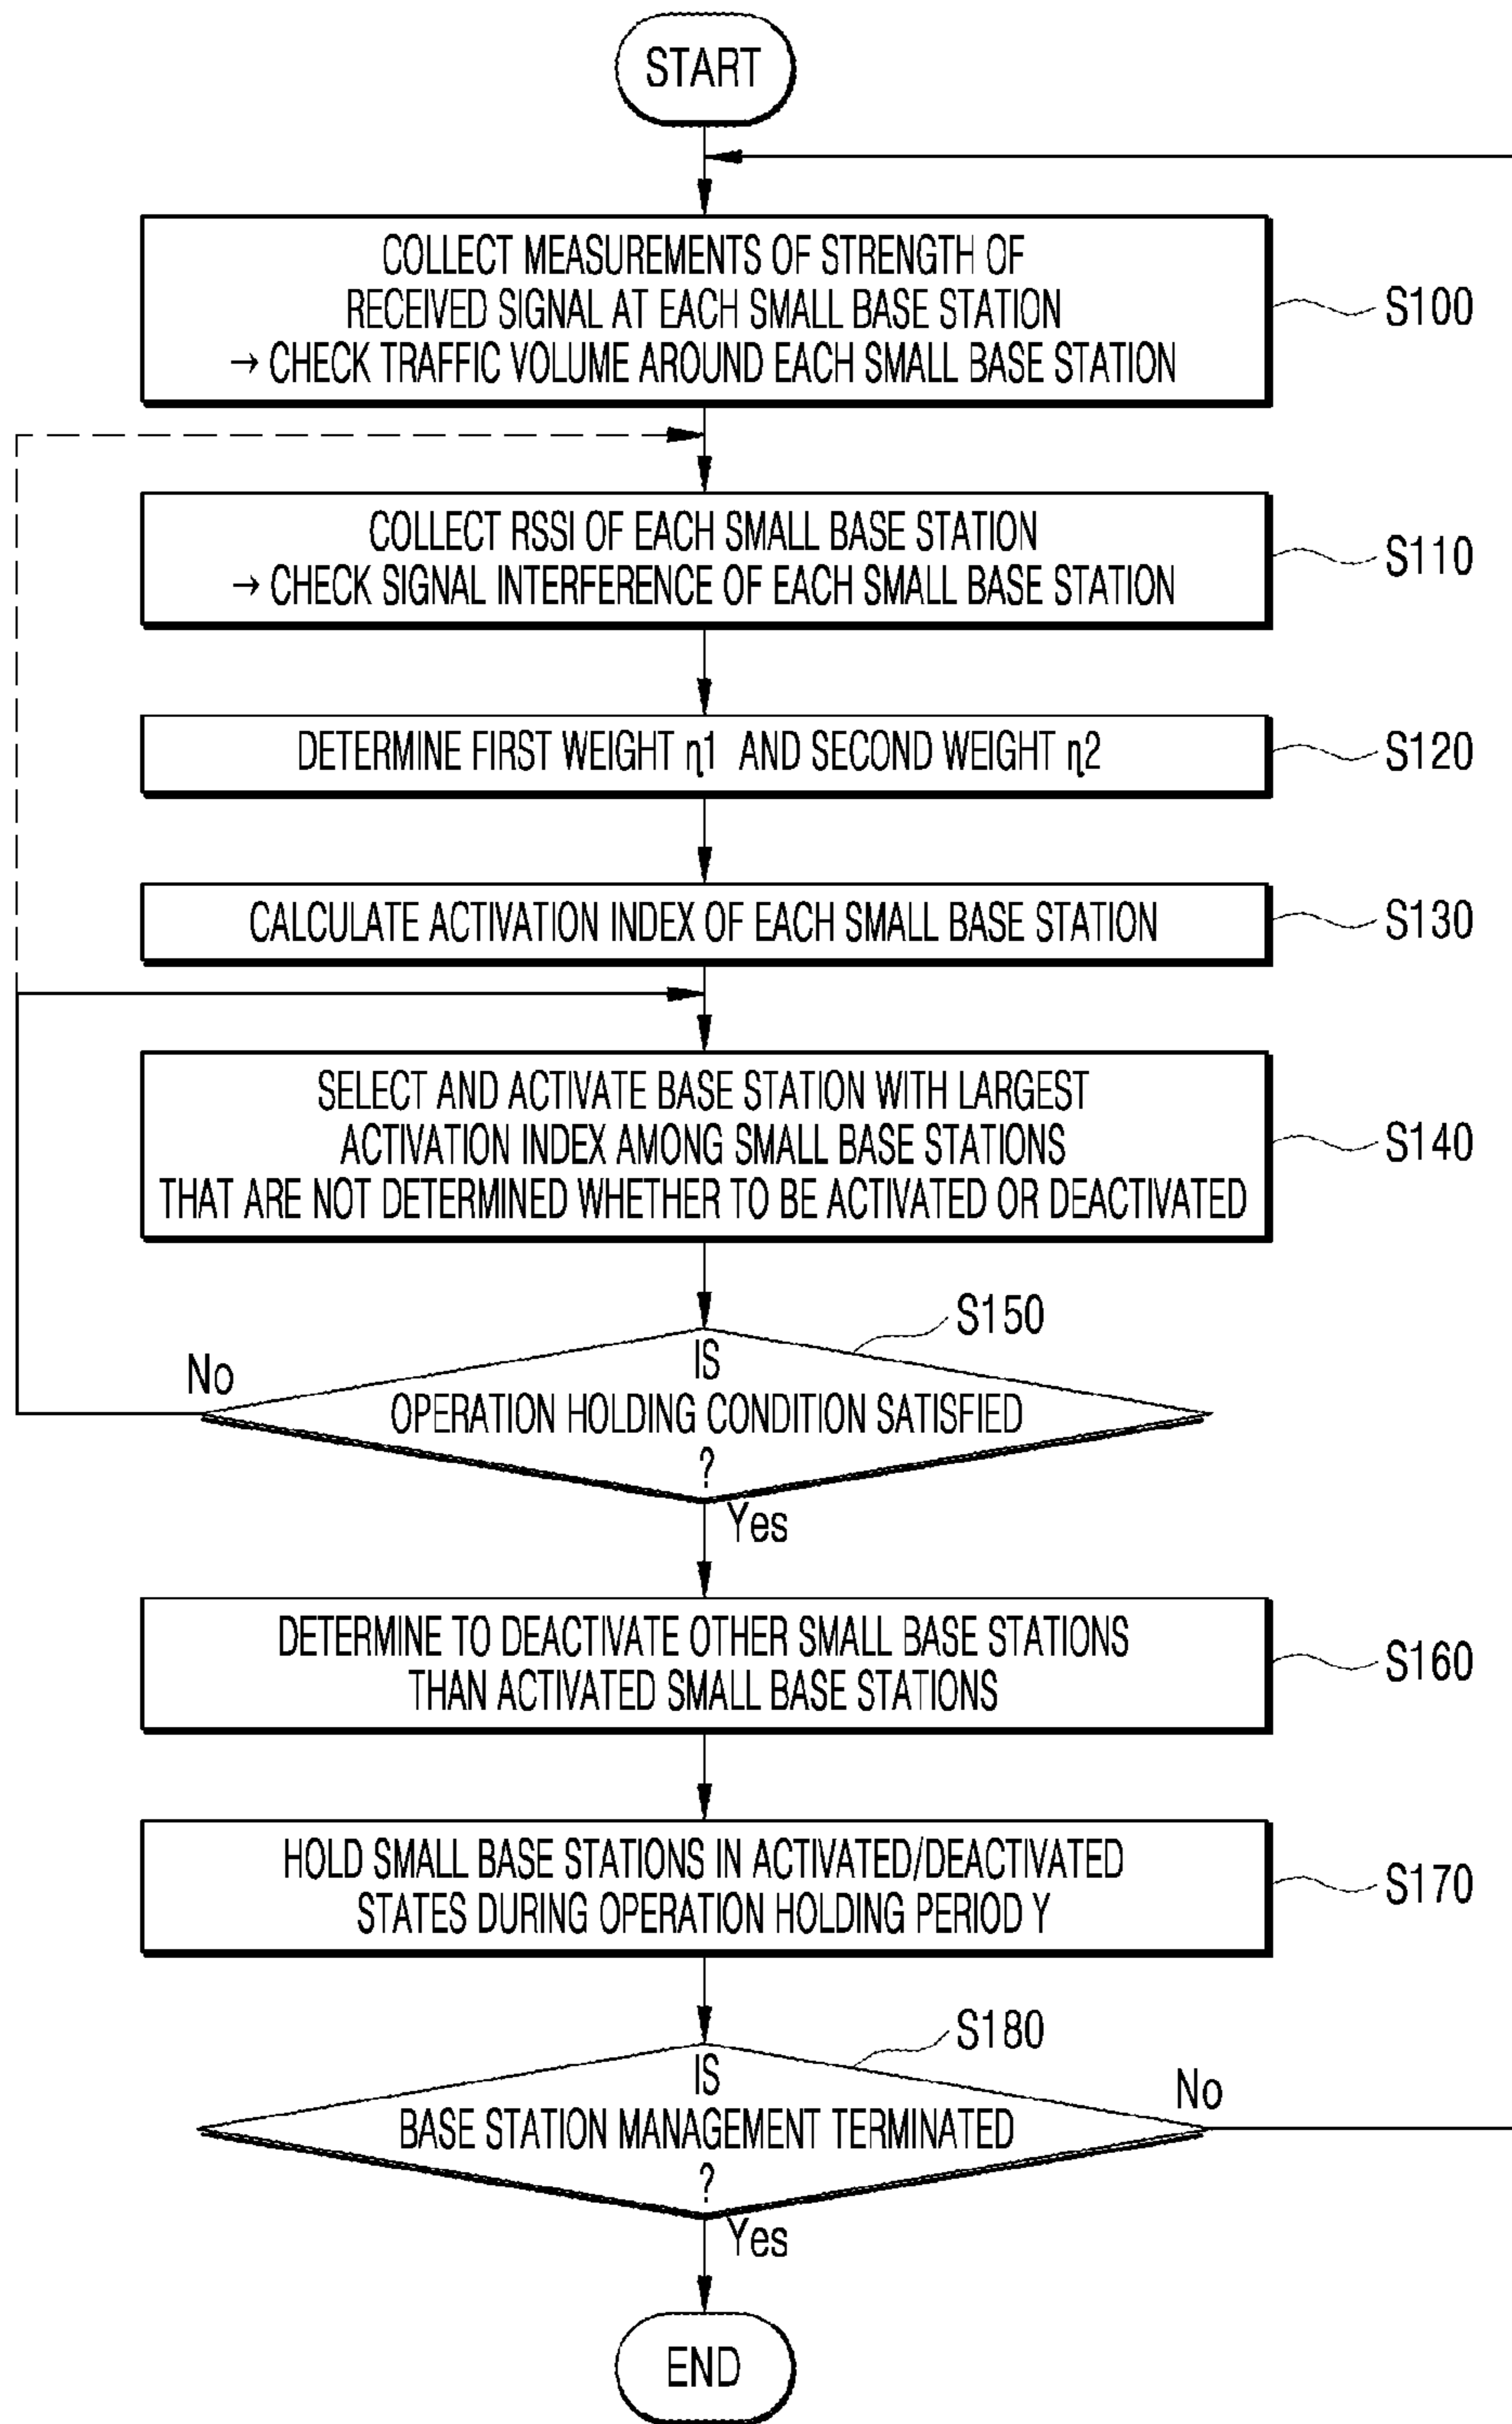 START
COLLECT MEASUREMENTS OF STRENGTH OF
RECEIVED SIGNAL AT EACH SMALL BASE STATION
→ CHECK TRAFFIC VOLUME AROUND EACH SMALL BASE STATION
S100
COLLECT RSSI OF EACH SMALL BASE STATION
→ CHECK SIGNAL INTERFERENCE OF EACH SMALL BASE STATION
S110
DETERMINE FIRST WEIGHT η1 AND SECOND WEIGHT η2
S120
CALCULATE ACTIVATION INDEX OF EACH SMALL BASE STATION
S130
SELECT AND ACTIVATE BASE STATION WITH LARGEST
ACTIVATION INDEX AMONG SMALL BASE STATIONS
THAT ARE NOT DETERMINED WHETHER TO BE ACTIVATED OR DEACTIVATED
S140
S150
No
IS
OPERATION HOLDING CONDITION SATISFIED
?
Yes
DETERMINE TO DEACTIVATE OTHER SMALL BASE STATIONS
THAN ACTIVATED SMALL BASE STATIONS
S160
HOLD SMALL BASE STATIONS IN ACTIVATED/DEACTIVATED
STATES DURING OPERATION HOLDING PERIOD Y
S170
S180
IS
BASE STATION MANAGEMENT TERMINATED
?
No
Yes
END